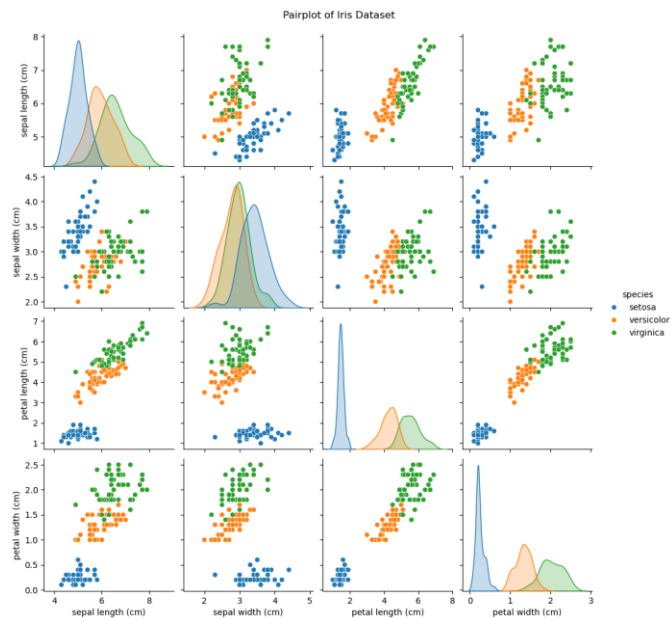 Pairplot of Iris Dataset
8
7
6
5
sepal length (cm)
4.5
4.0
3.5
3.0
2.5
2.0
sepal width (cm)
species
setosa
versicolor
virginica
7
6
5
4
3
2
1
petal length (cm)
2.5
2.0
1.5
1.0
0.5
0.0
petal width (cm)
4 6 8
sepal length (cm)
2 3 4 5
sepal width (cm)
2 4 6 8
petal length (cm)
0 1 2 3
petal width (cm)